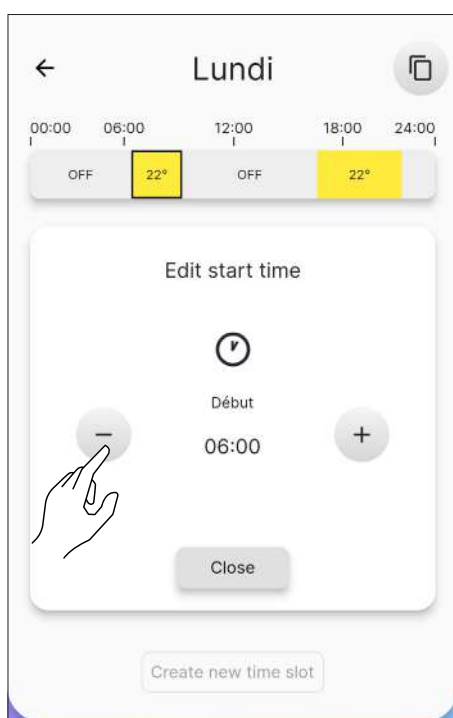 Lundi
00:00 06:00 12:00 18:00 24:00
OFF 22° OFF 22°
Edit start time
Début
06:00
− +
Close
Create new time slot